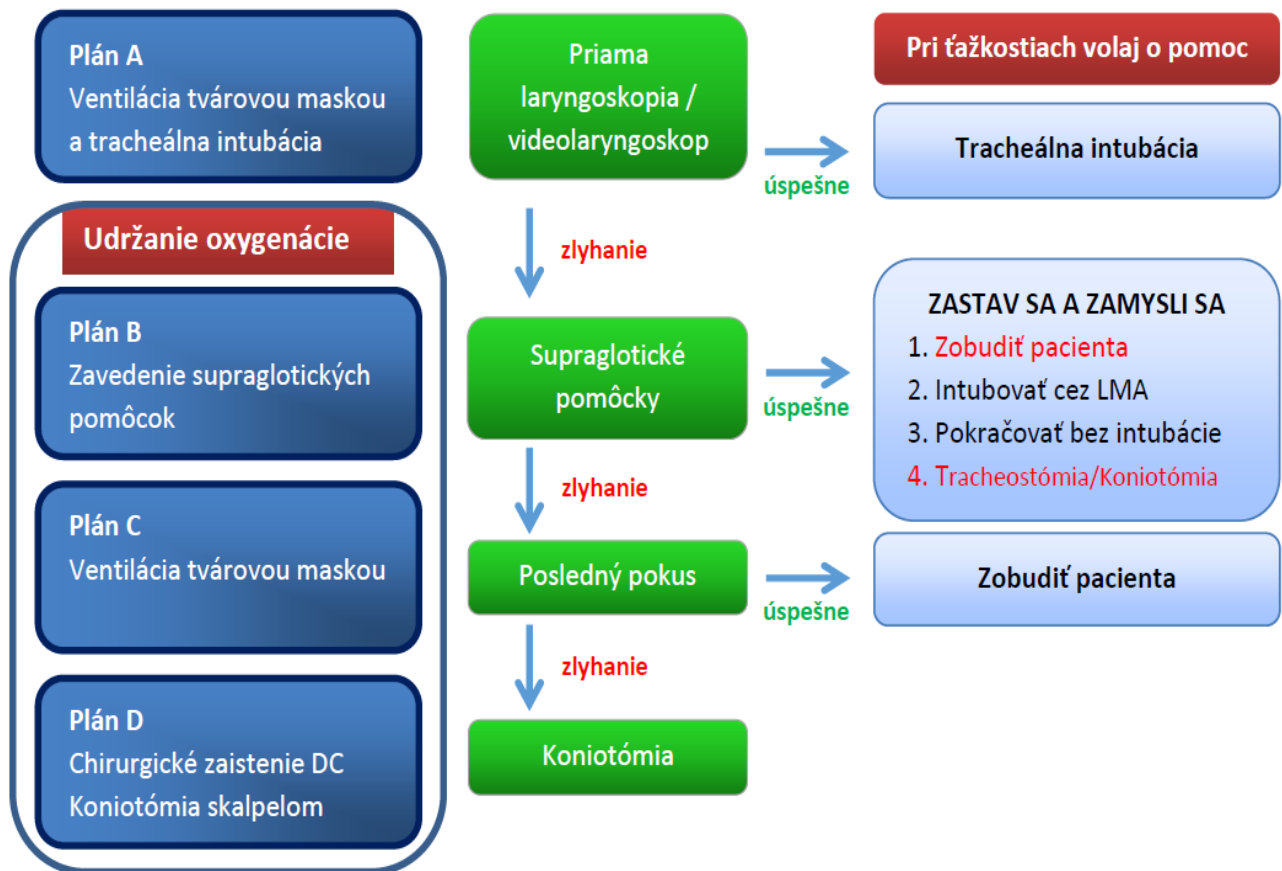 Plán A
Ventilácia tvárovou maskou
a tracheálna intubácia
Priama
laryngoskopia /
videolaryngoskop
úspešne
Pri ťažkostiach volaj o pomoc
Tracheálna intubácia
Udržanie oxygenácie
zlyhanie
Plán B
Zavedenie supraglotických
pomôcok
Supraglotické
pomôcky
úspešne
ZASTAV SA A ZAMYSLI SA
1. Zobudiť pacienta
2. Intubovať cez LMA
3. Pokračovať bez intubácie
4. Tracheostómia/Koniotómia
zlyhanie
Plán C
Ventilácia tvárovou maskou
Posledný pokus
úspešne
Zobudiť pacienta
zlyhanie
Plán D
Chirurgické zaistenie DC
Koniotómia skalpelom
Koniotómia